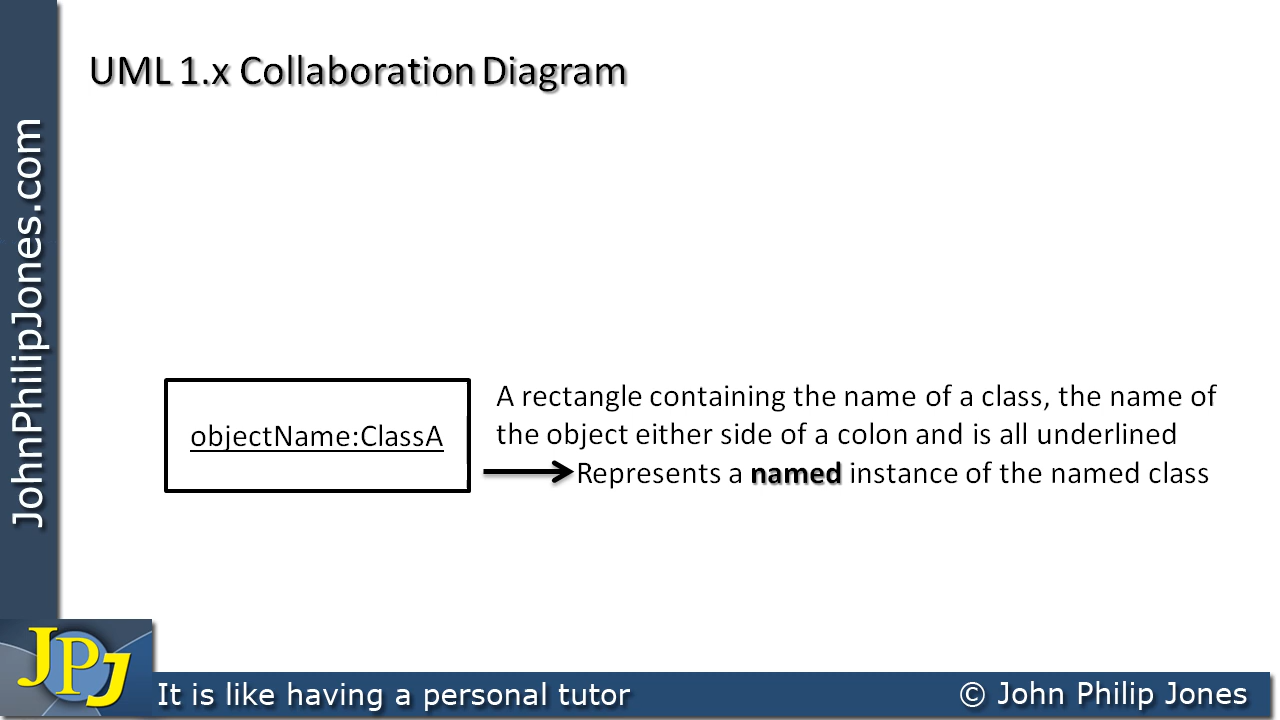 UML 1.x Collaboration Diagram
JohnPhilipJones.com
objectName:ClassA
A rectangle containing the name of a class, the name of
the object either side of a colon and is all underlined
Represents a named instance of the named class
JPJ
It is like having a personal tutor
© John Philip Jones